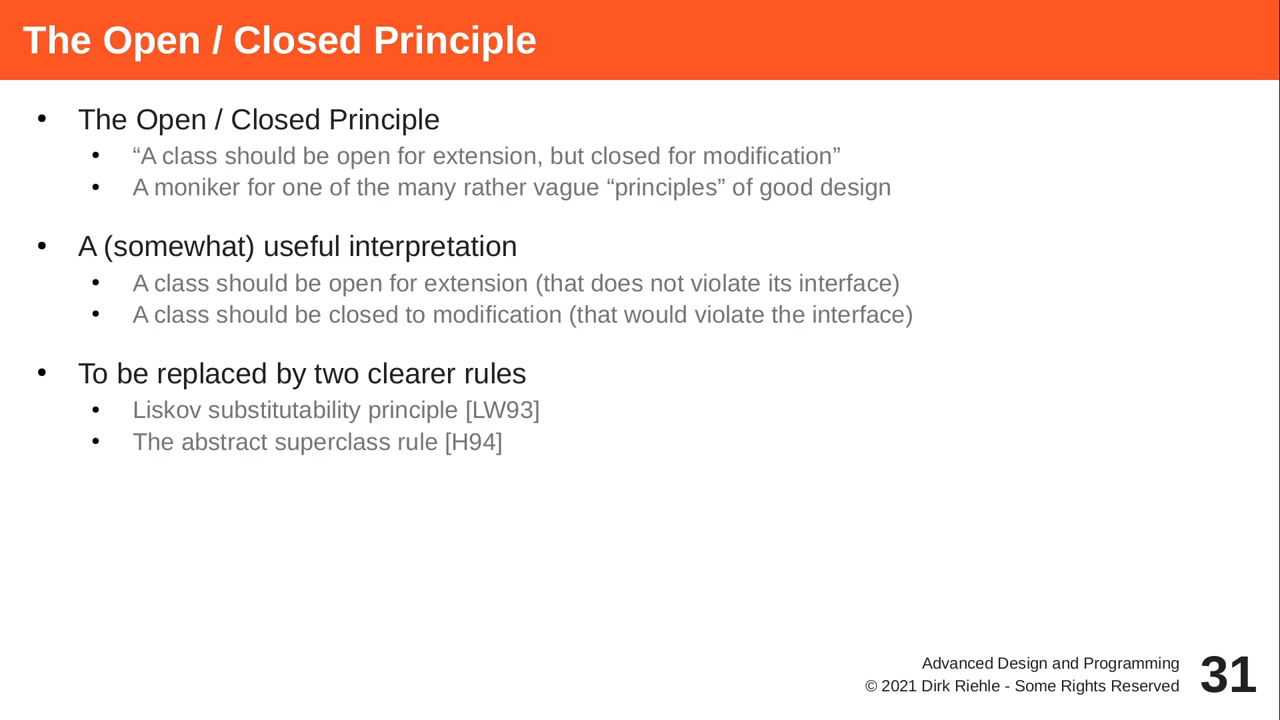 The Open / Closed Principle
• The Open / Closed Principle
• “A class should be open for extension, but closed for modification”
• A moniker for one of the many rather vague “principles” of good design
• A (somewhat) useful interpretation
• A class should be open for extension (that does not violate its interface)
• A class should be closed to modification (that would violate the interface)
• To be replaced by two clearer rules
• Liskov substitutability principle [LW93]
• The abstract superclass rule [H94]
Advanced Design and Programming
© 2021 Dirk Riehle - Some Rights Reserved
31